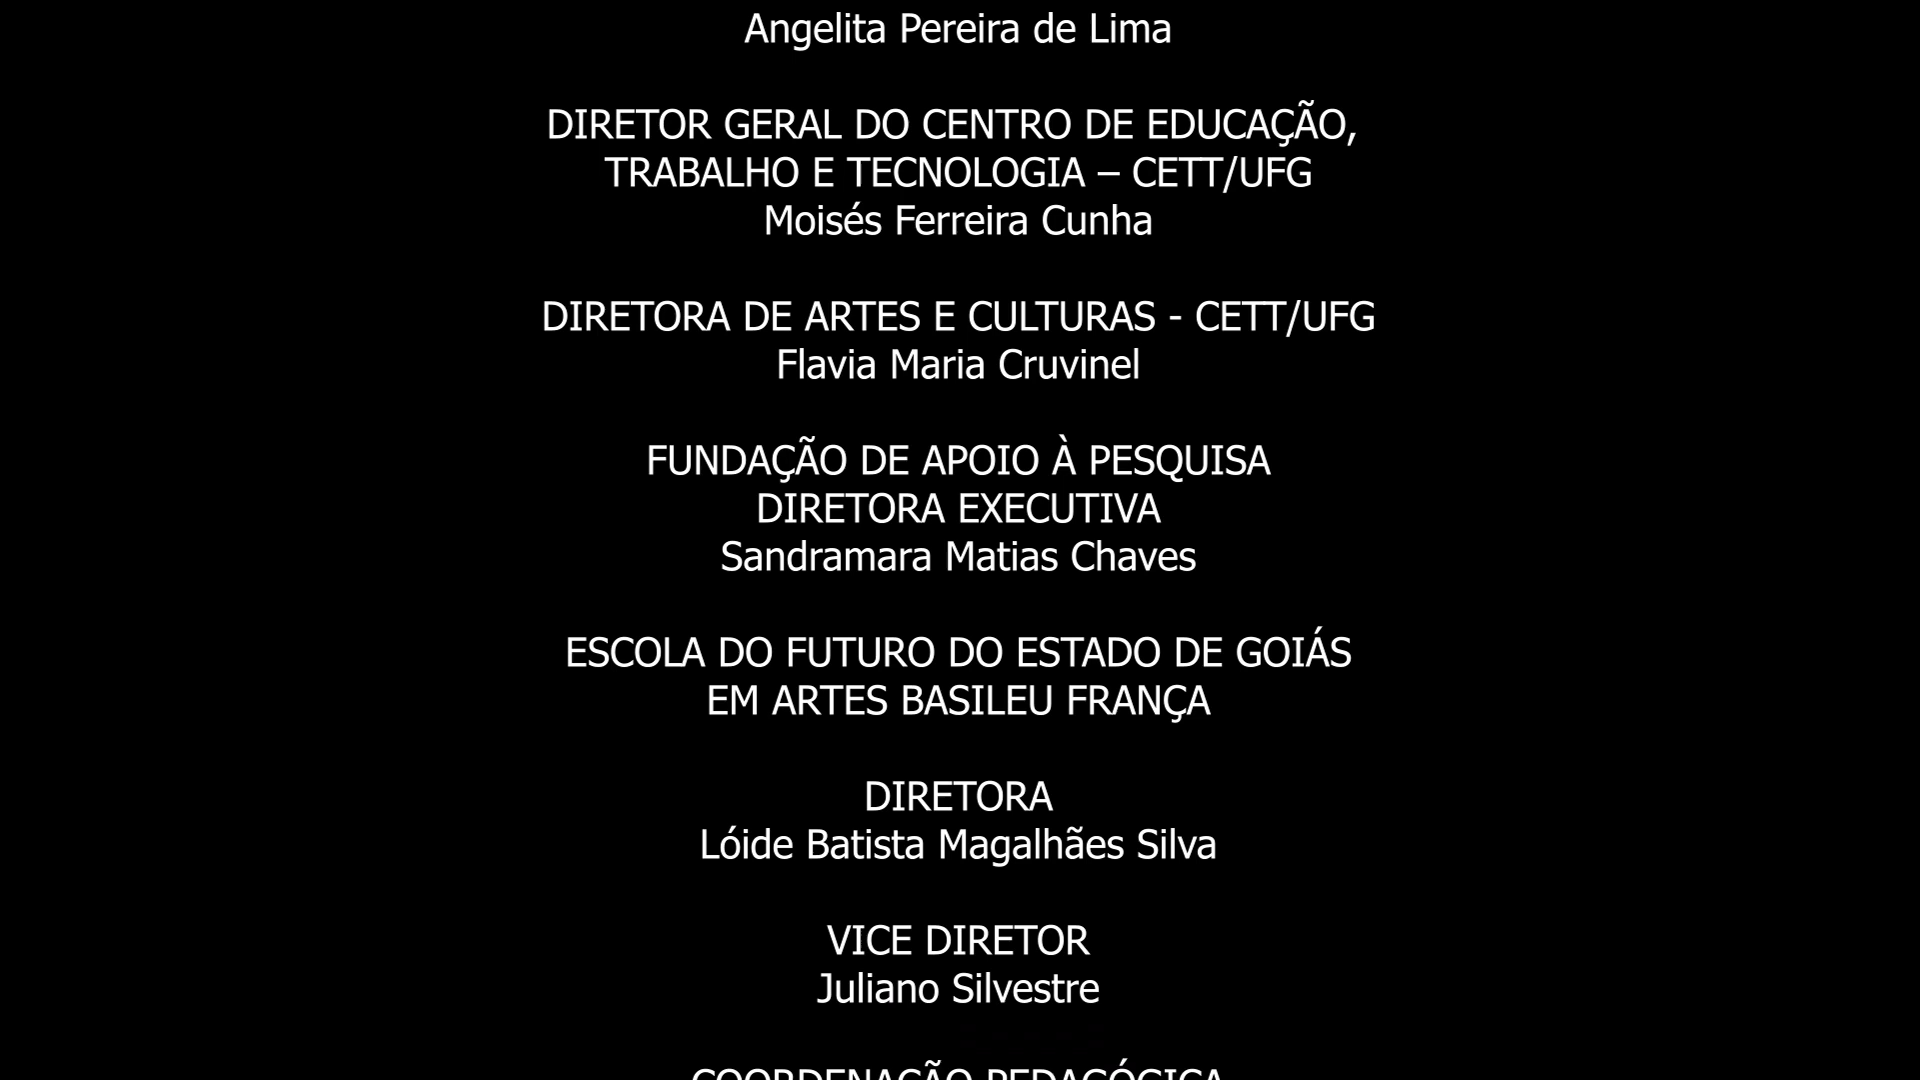 Angelita Pereira de Lima
DIRETOR GERAL DO CENTRO DE EDUCAÇÃO,
TRABALHO E TECNOLOGIA – CETT/UFG
Moisés Ferreira Cunha
DIRETORA DE ARTES E CULTURAS - CETT/UFG
Flavia Maria Cruvinel
FUNDAÇÃO DE APOIO À PESQUISA
DIRETORA EXECUTIVA
Sandramara Matias Chaves
ESCOLA DO FUTURO DO ESTADO DE GOIÁS
EM ARTES BASILEU FRANÇA
DIRETORA
Lóide Batista Magalhães Silva
VICE DIRETOR
Juliano Silvestre
COORDENAÇÃO PEDAGÓGICA